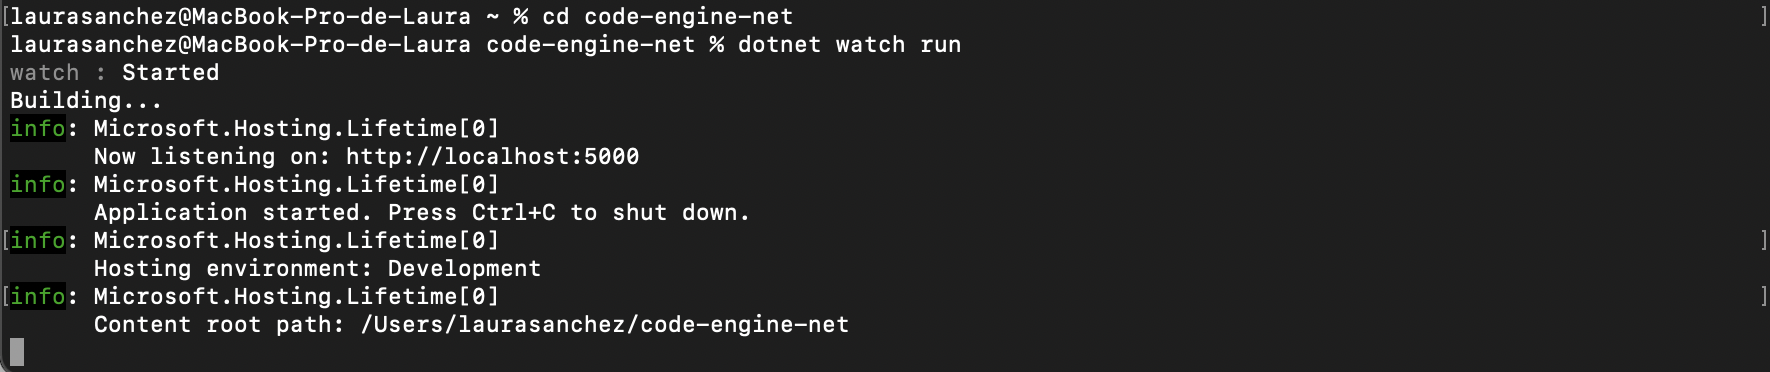 [laurasanchez@MacBook-Pro-de-Laura ~ % cd code-engine-net ]
laurasanchez@MacBook-Pro-de-Laura code-engine-net % dotnet watch run
watch : Started
Building...
info: Microsoft.Hosting.Lifetime[0]
      Now listening on: http://localhost:5000
info: Microsoft.Hosting.Lifetime[0]
      Application started. Press Ctrl+C to shut down.
[info: Microsoft.Hosting.Lifetime[0] ]
      Hosting environment: Development
[info: Microsoft.Hosting.Lifetime[0] ]
      Content root path: /Users/laurasanchez/code-engine-net